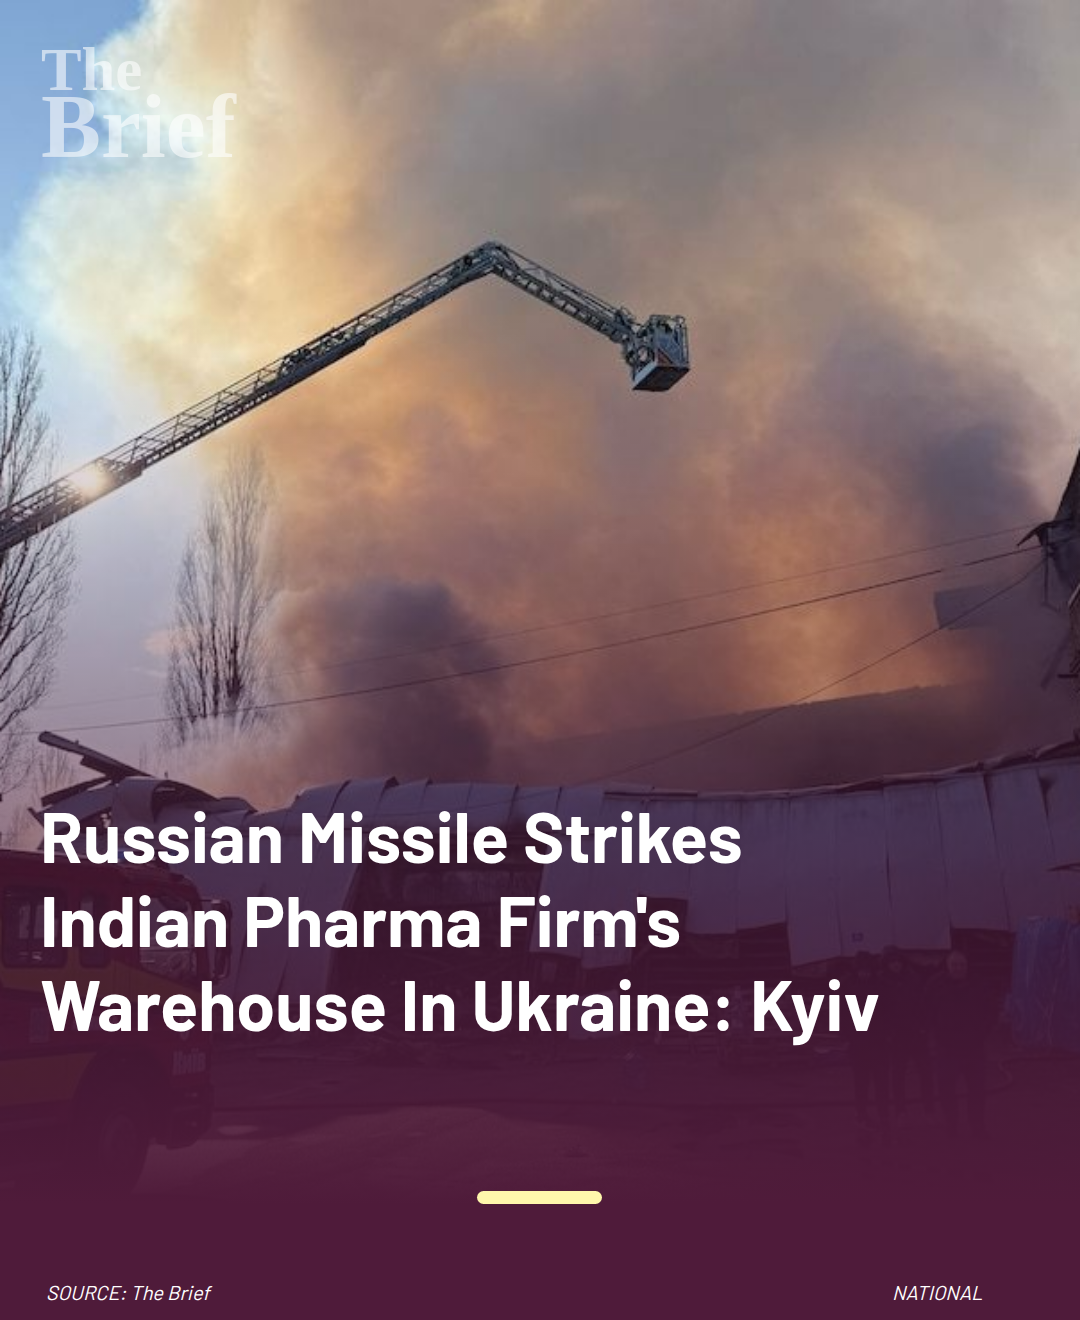 The
Brief
Russian Missile Strikes
Indian Pharma Firm's
Warehouse In Ukraine: Kyiv
SOURCE: The Brief
NATIONAL